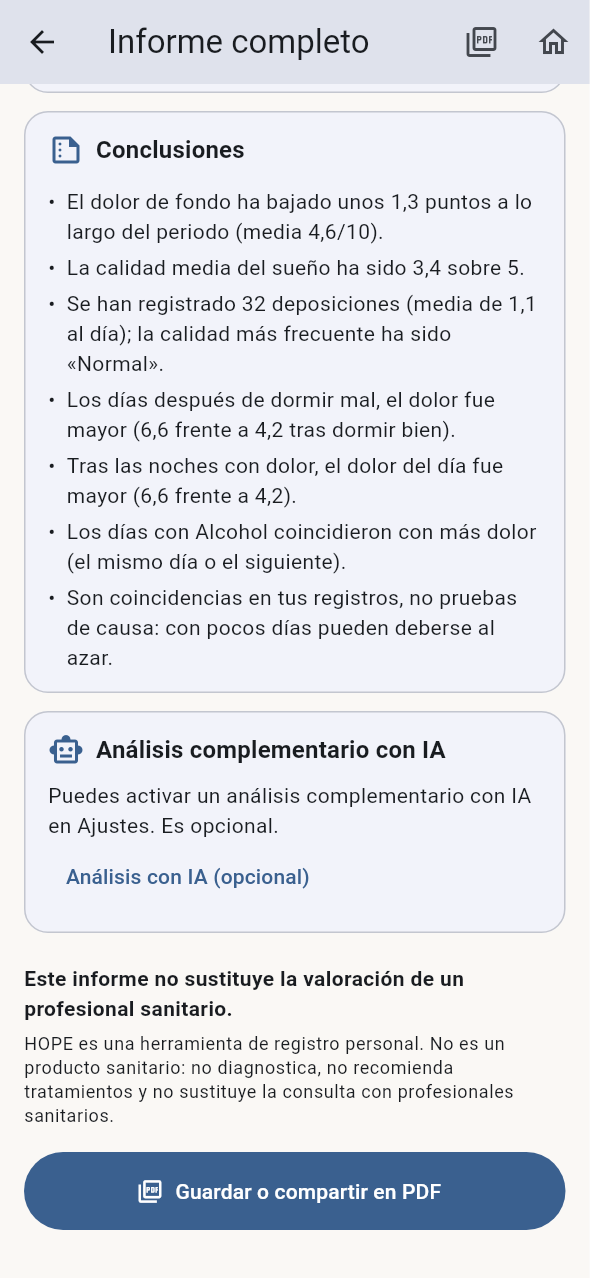 Informe completo
PDF
Conclusiones
• El dolor de fondo ha bajado unos 1,3 puntos a lo
largo del periodo (media 4,6/10).
• La calidad media del sueño ha sido 3,4 sobre 5.
• Se han registrado 32 deposiciones (media de 1,1
al día); la calidad más frecuente ha sido
«Normal».
• Los días después de dormir mal, el dolor fue
mayor (6,6 frente a 4,2 tras dormir bien).
• Tras las noches con dolor, el dolor del día fue
mayor (6,6 frente a 4,2).
• Los días con Alcohol coincidieron con más dolor
(el mismo día o el siguiente).
• Son coincidencias en tus registros, no pruebas
de causa: con pocos días pueden deberse al
azar.
Análisis complementario con IA
Puedes activar un análisis complementario con IA
en Ajustes. Es opcional.
Análisis con IA (opcional)
Este informe no sustituye la valoración de un
profesional sanitario.
HOPE es una herramienta de registro personal. No es un
producto sanitario: no diagnostica, no recomienda
tratamientos y no sustituye la consulta con profesionales
sanitarios.
PDF Guardar o compartir en PDF